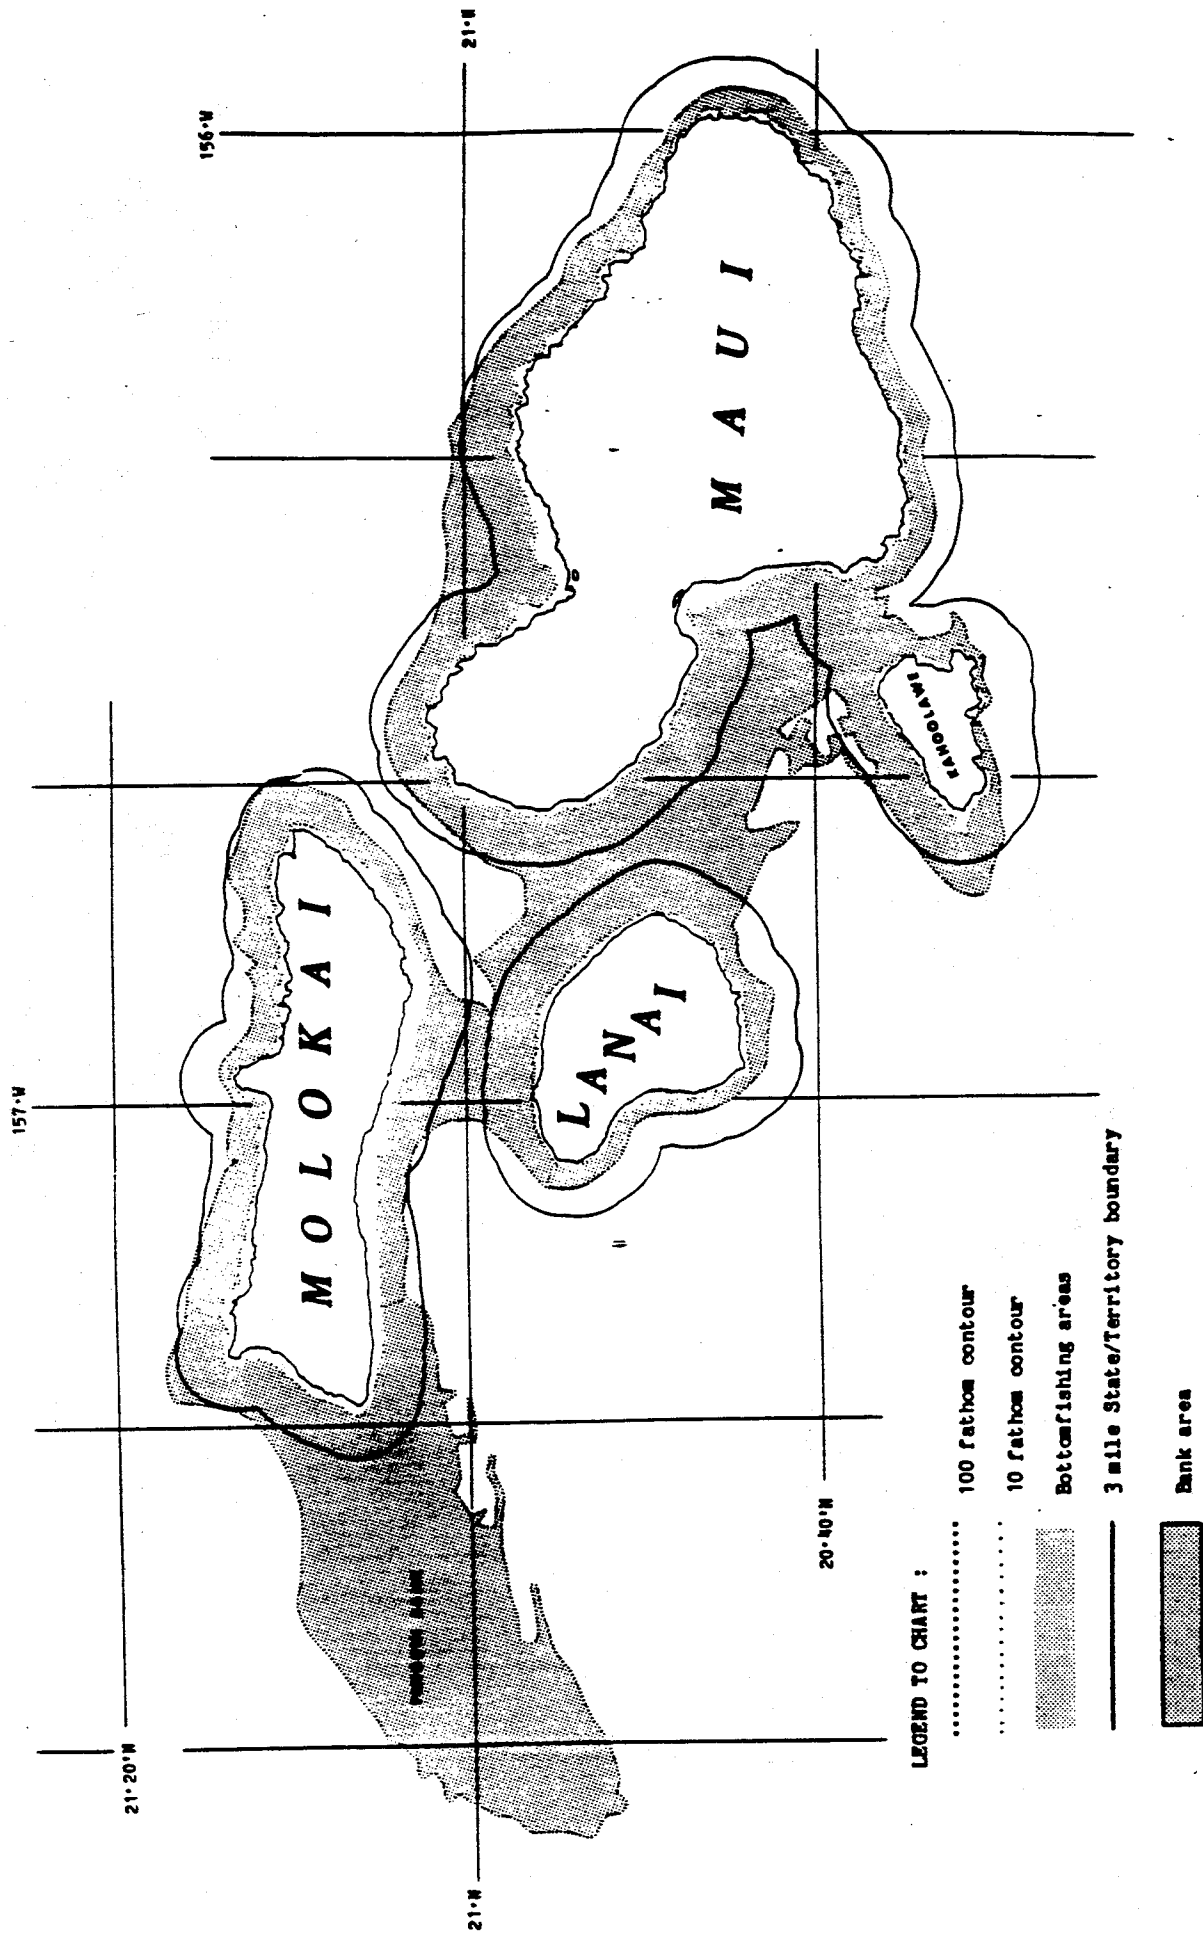 157°W
156°W
21°20'N
21°N
21°N
20°40'N
MOLOKAI
MAUI
LANAI
KAHOOLAWE
BANK
LEGEND TO CHART :
100 fathom contour
10 fathom contour
Bottomfishing areas
3 mile State/Territory boundary
Bank area